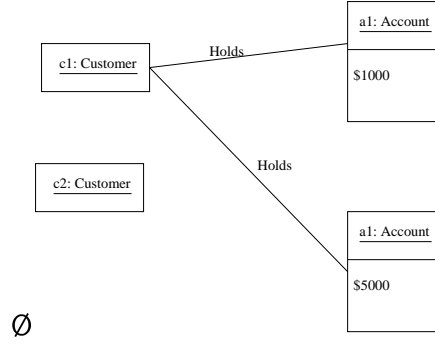 a1: Account
Holds
c1: Customer
$1000
Holds
c2: Customer
a1: Account
$5000
Ø